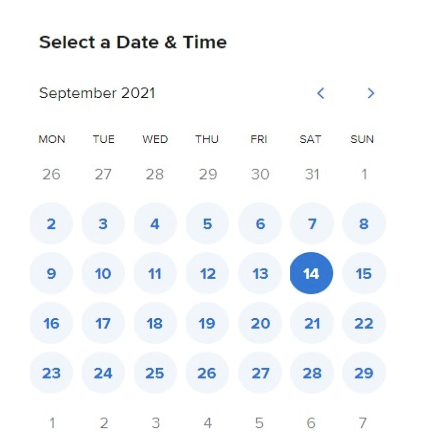 Select a Date & Time
September 2021
MON TUE WED THU FRI SAT SUN
26 27 28 29 30 31 1
2 3 4 5 6 7 8
9 10 11 12 13 14 15
16 17 18 19 20 21 22
23 24 25 26 27 28 29
1 2 3 4 5 6 7